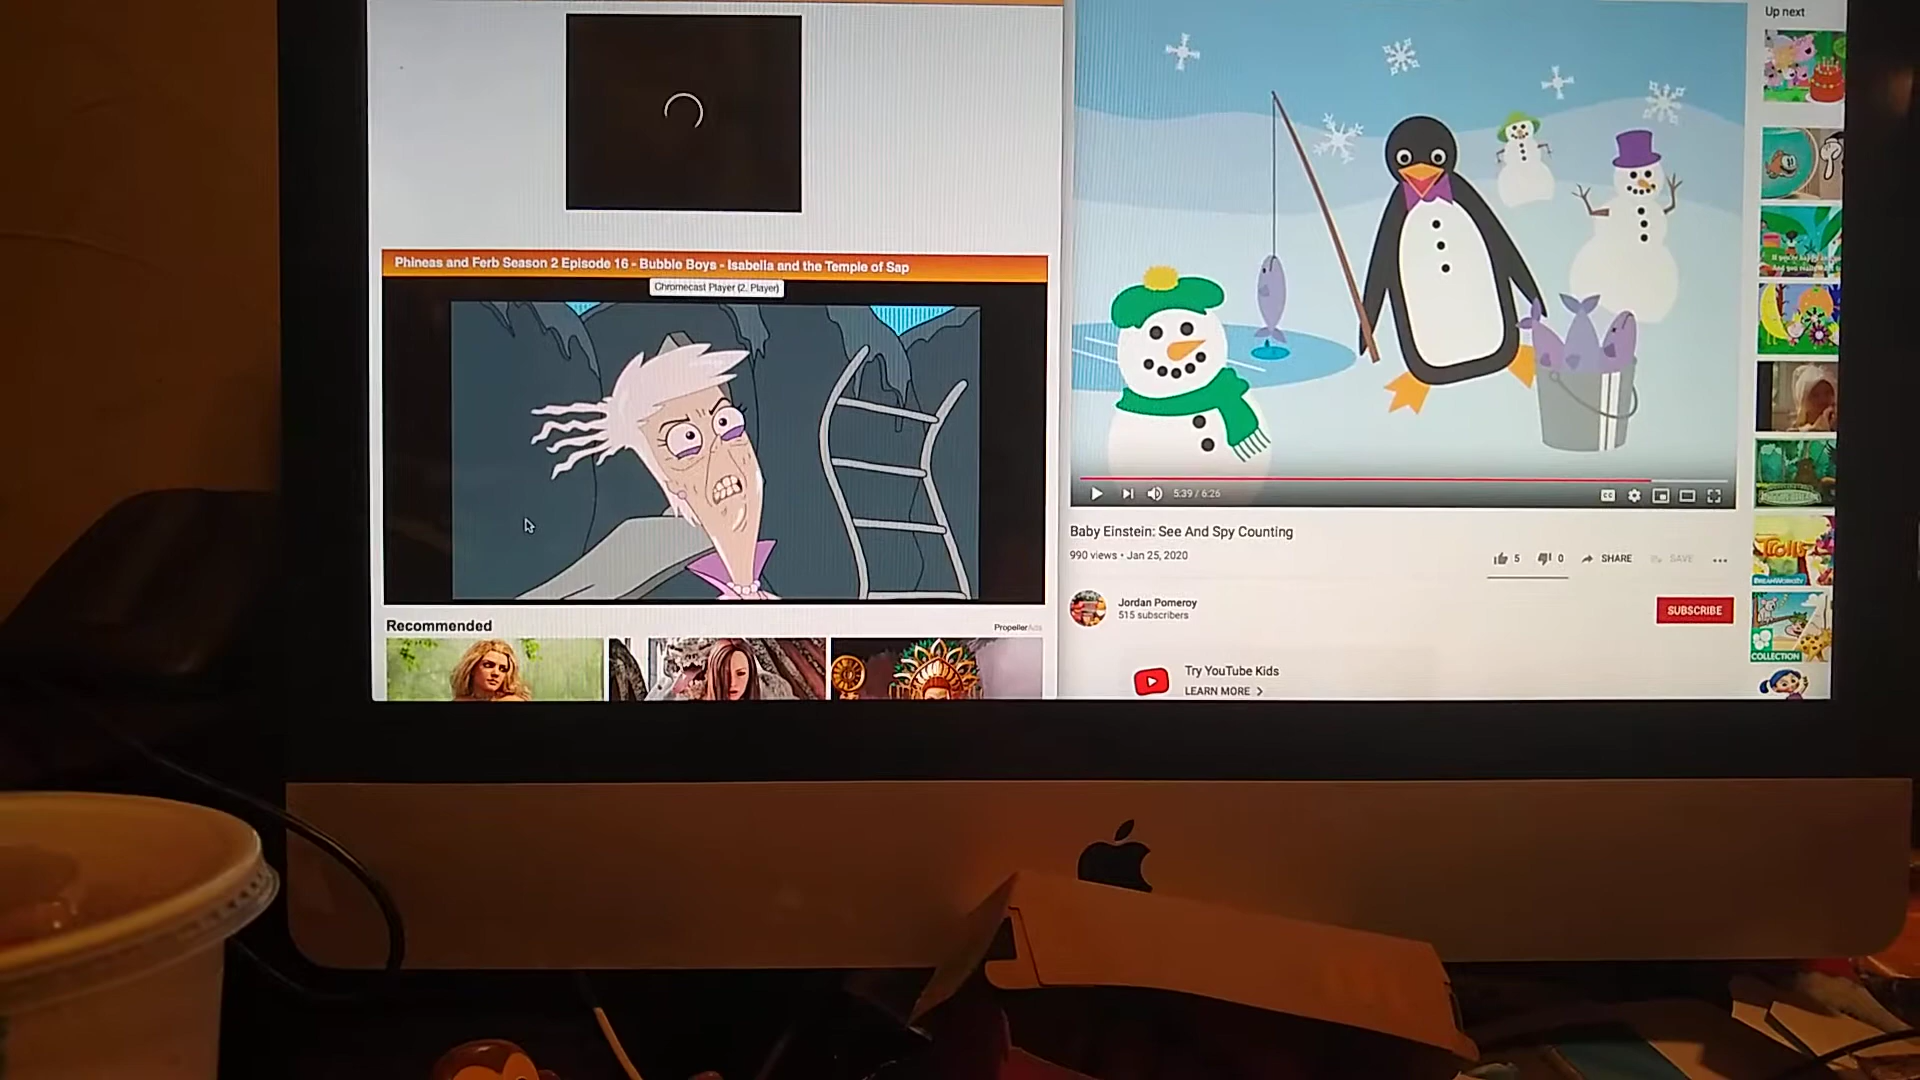 Phineas and Ferb Season 2 Episode 16 - Bubble Boys - Isabella and the Temple of Sap
Chromecast Player (2. Player)
Recommended
PropellerAds
Up next
5:39 / 6:26
CC
Baby Einstein: See And Spy Counting
990 views • Jan 25, 2020
5
0
SHARE
SAVE
Jordan Pomeroy
515 subscribers
SUBSCRIBE
Try YouTube Kids
LEARN MORE
Trolls
COLLECTION